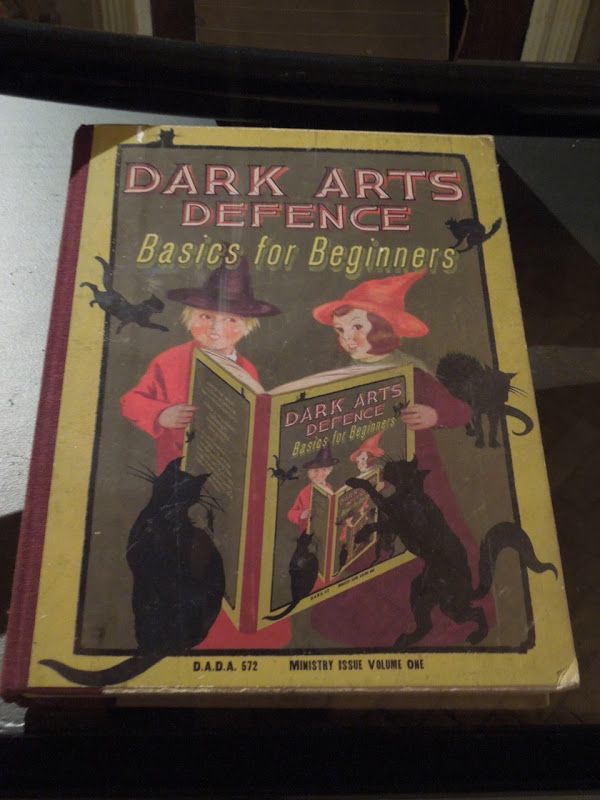 DARK ARTS
DEFENCE
Basics for Beginners
DARK ARTS
DEFENCE
Basics for Beginners
D.A.D.A. 572 MINISTRY ISSUE VOLUME ONE